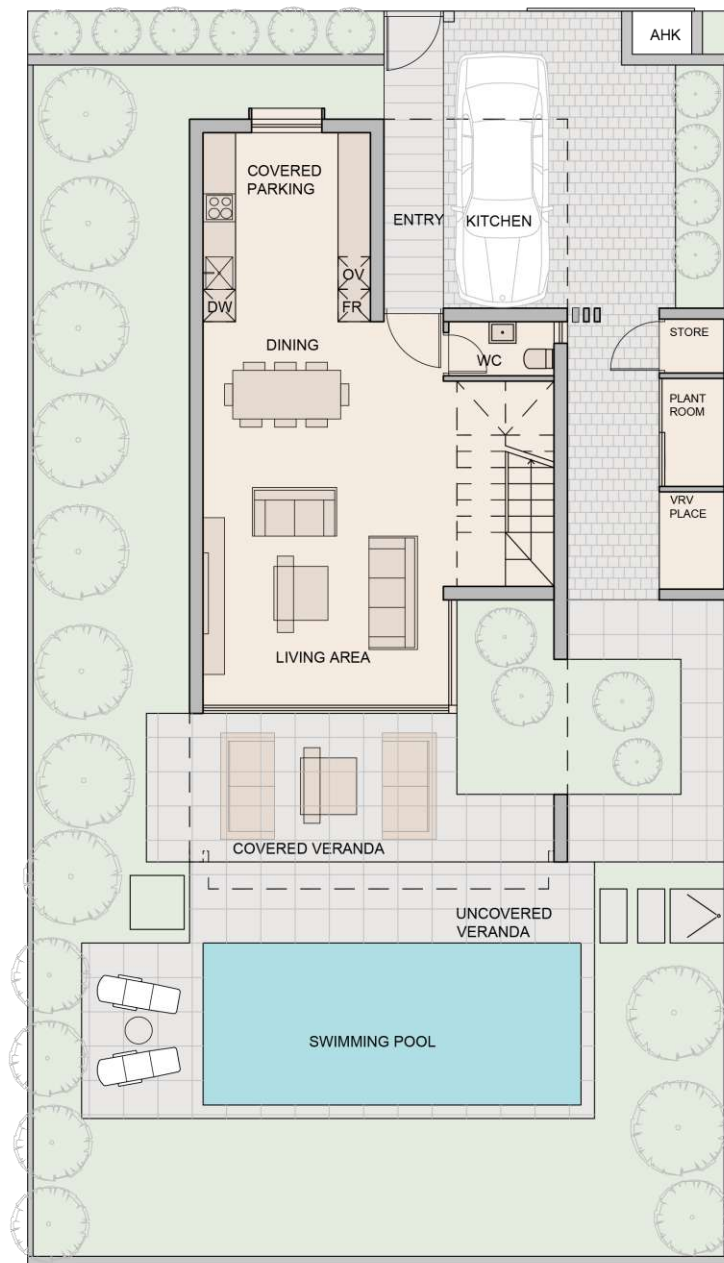 AHK
COVERED
PARKING
ENTRY
KITCHEN
OV
DW
FR
STORE
DINING
WC
PLANT
ROOM
VRV
PLACE
LIVING AREA
COVERED VERANDA
UNCOVERED
VERANDA
SWIMMING POOL